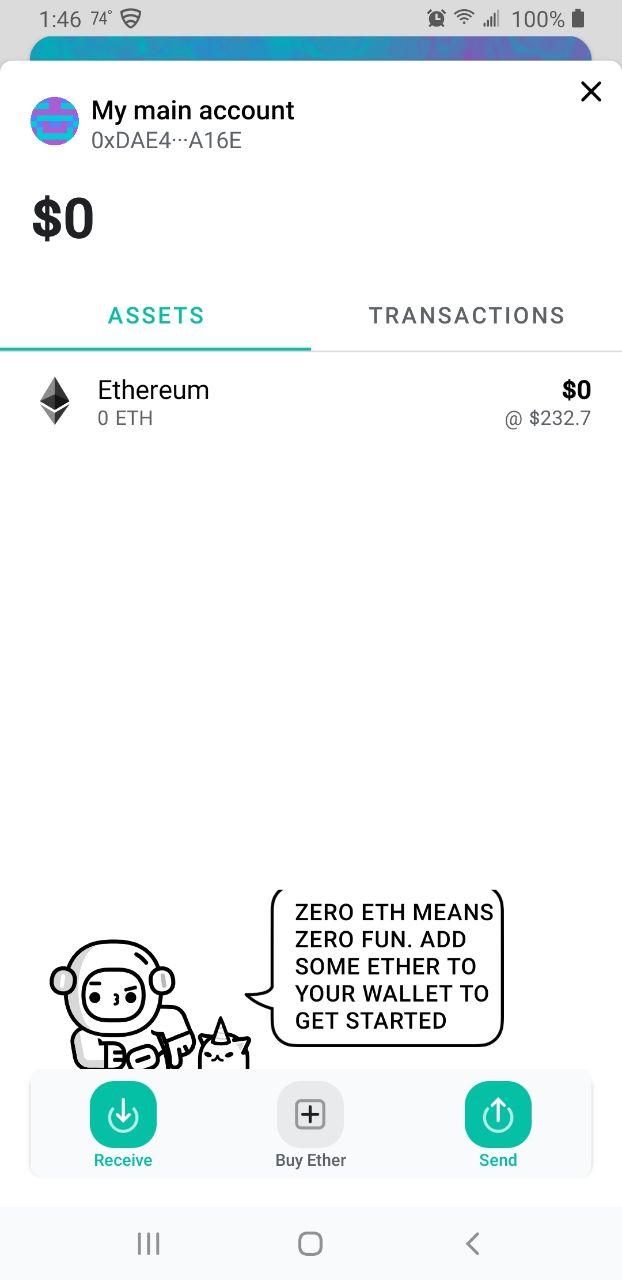 1:46 74° 100%
My main account
0xDAE4···A16E
$0
ASSETS TRANSACTIONS
Ethereum $0
0 ETH @ $232.7
ZERO ETH MEANS
ZERO FUN. ADD
SOME ETHER TO
YOUR WALLET TO
GET STARTED
Receive Buy Ether Send